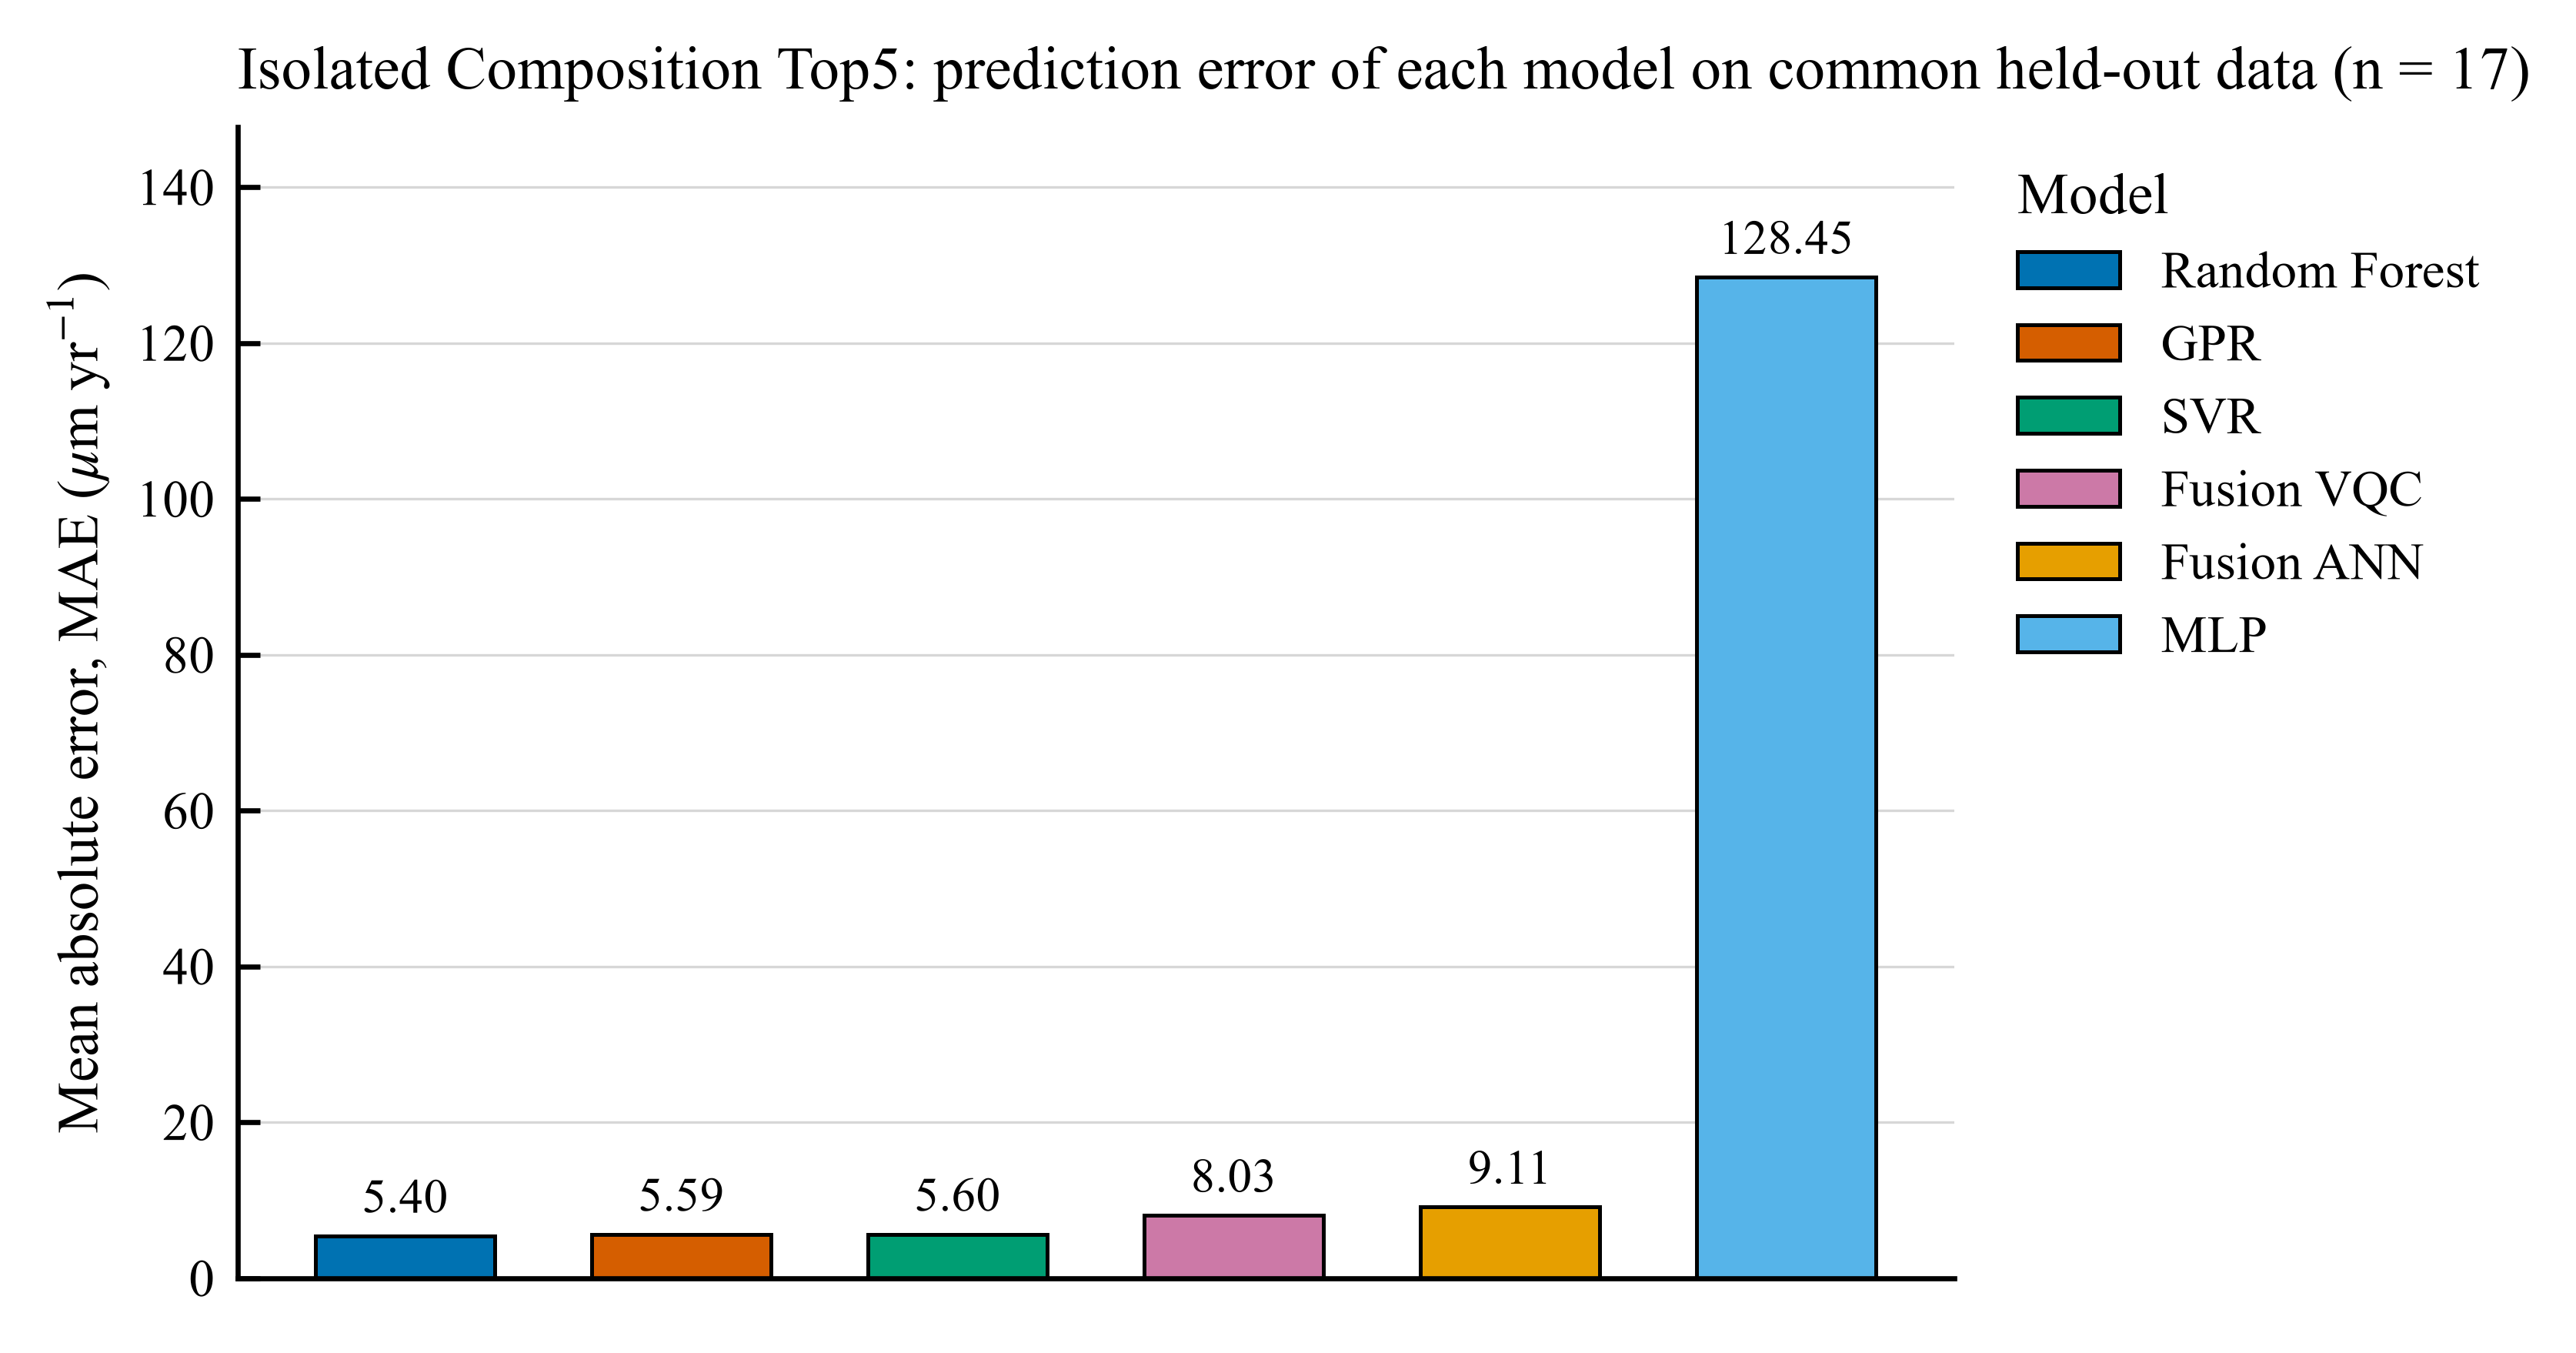 Isolated Composition Top5: prediction error of each model on common held-out data (n = 17)
Mean absolute error, MAE (μm yr⁻¹)
140
120
100
80
60
40
20
0
5.40
5.59
5.60
8.03
9.11
128.45
Model
Random Forest
GPR
SVR
Fusion VQC
Fusion ANN
MLP